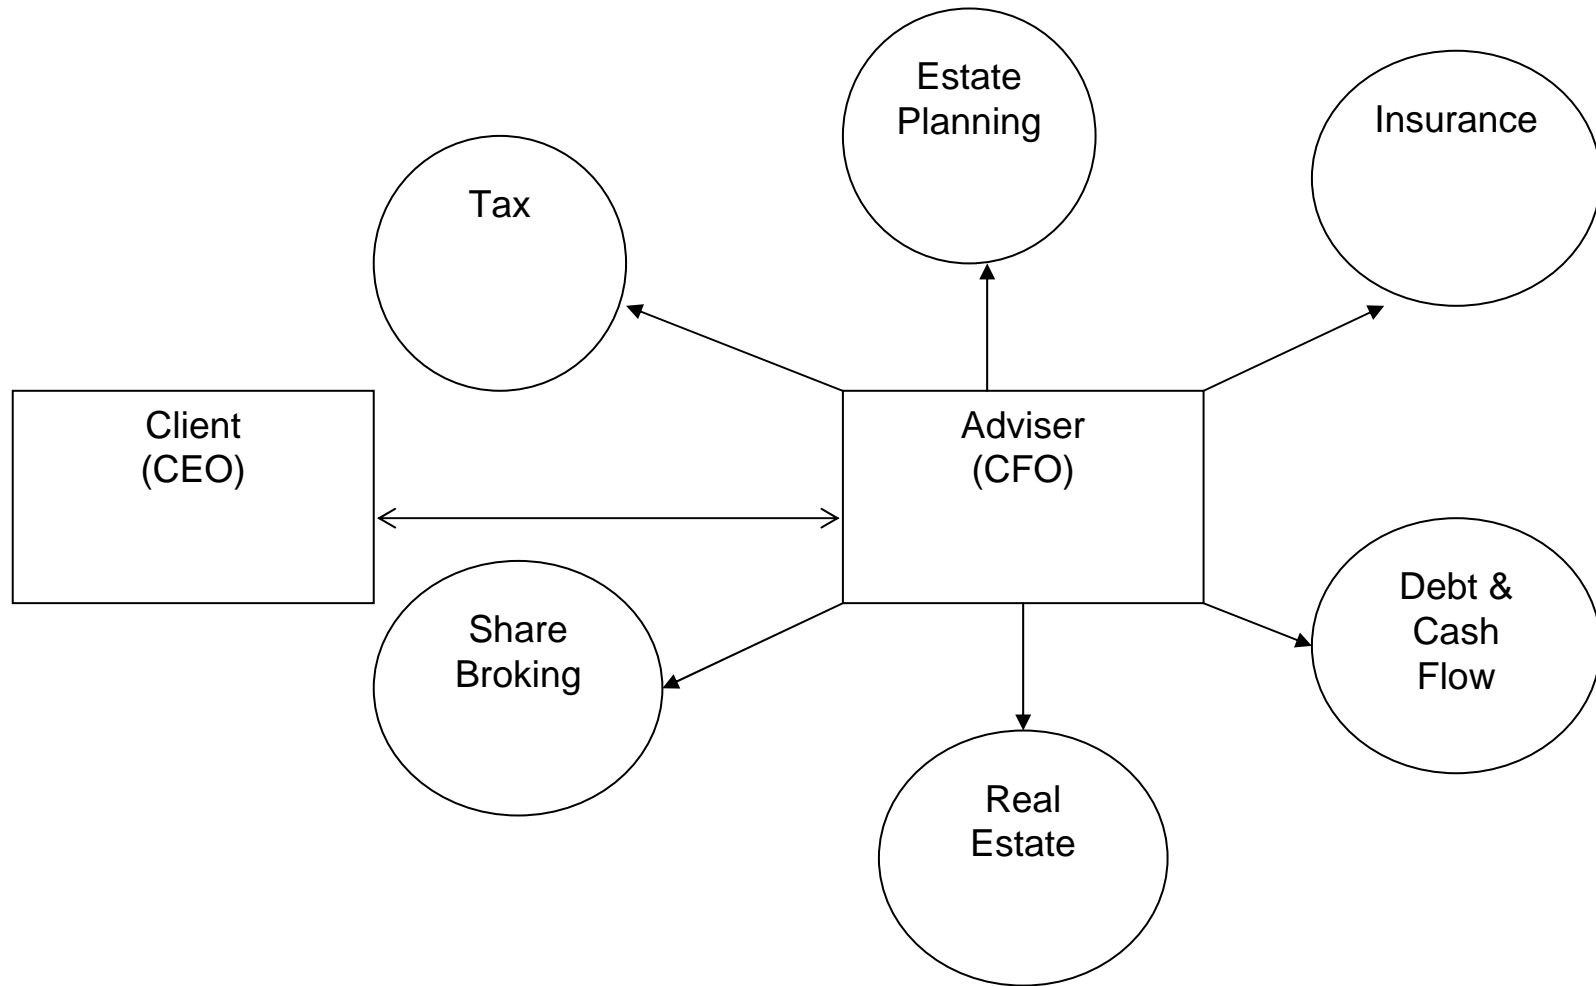 Estate
Planning
Insurance
Tax
Client
(CEO)
Adviser
(CFO)
Debt &
Cash
Flow
Share
Broking
Real
Estate